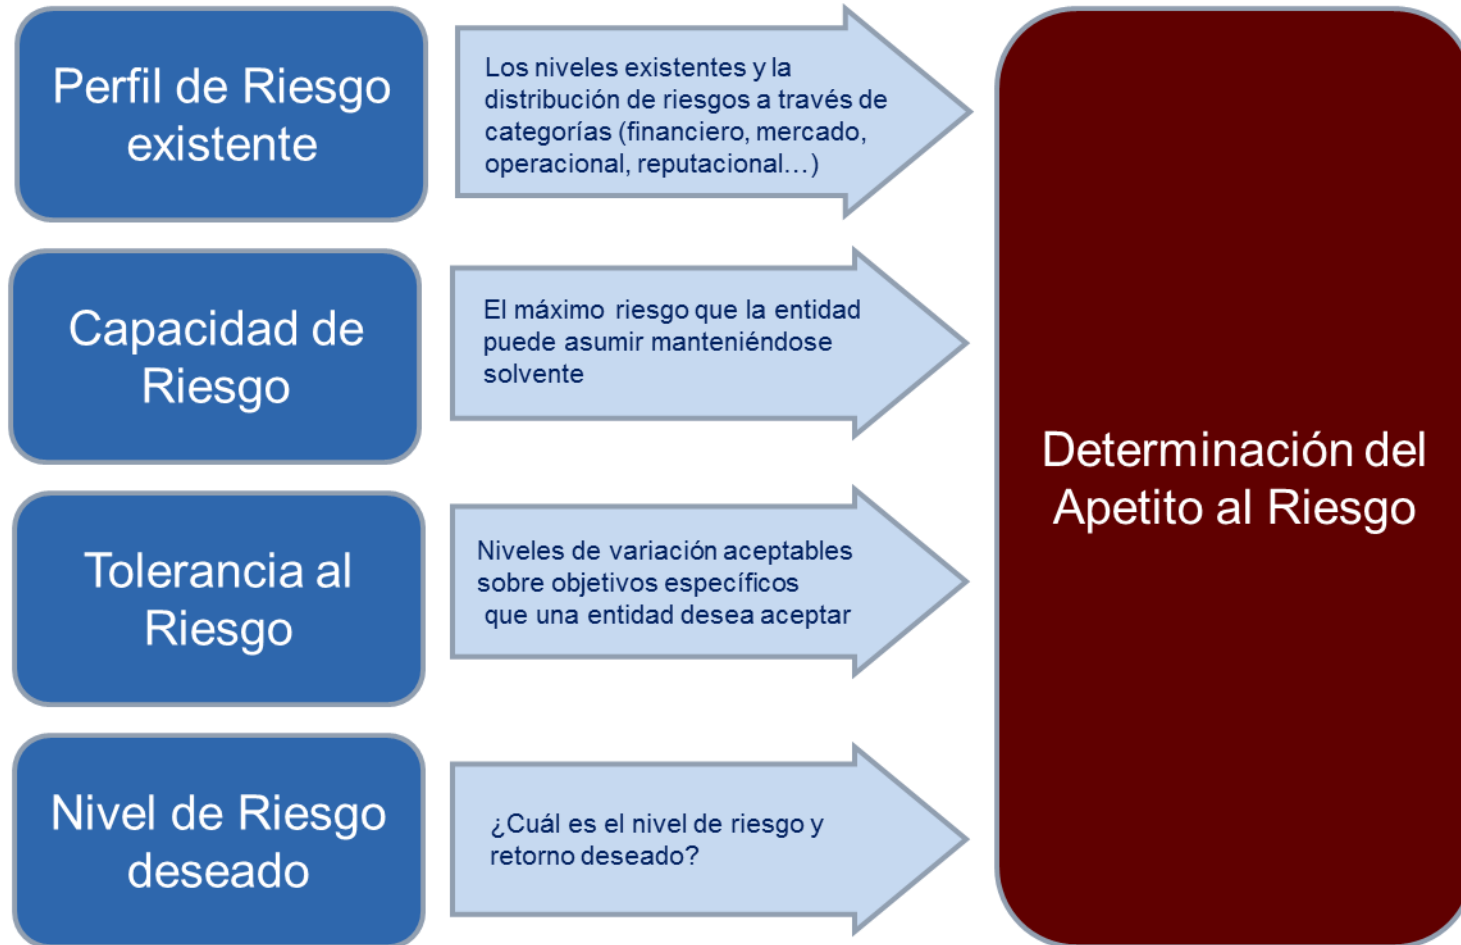 Perfil de Riesgo
existente
Los niveles existentes y la
distribución de riesgos a través de
categorías (financiero, mercado,
operacional, reputacional…)
Capacidad de
Riesgo
El máximo riesgo que la entidad
puede asumir manteniéndose
solvente
Tolerancia al
Riesgo
Niveles de variación aceptables
sobre objetivos específicos
que una entidad desea aceptar
Nivel de Riesgo
deseado
¿Cuál es el nivel de riesgo y
retorno deseado?
Determinación del
Apetito al Riesgo